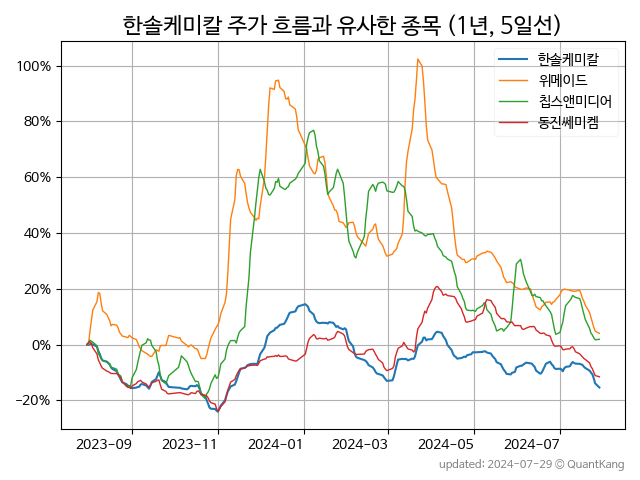 한솔케미칼 주가 흐름과 유사한 종목 (1년, 5일선)
한솔케미칼
위메이드
칩스앤미디어
동진쎄미켐
100%
80%
60%
40%
20%
0%
−20%
2023−09
2023−11
2024−01
2024−03
2024−05
2024−07
updated: 2024-07-29 © QuantKang